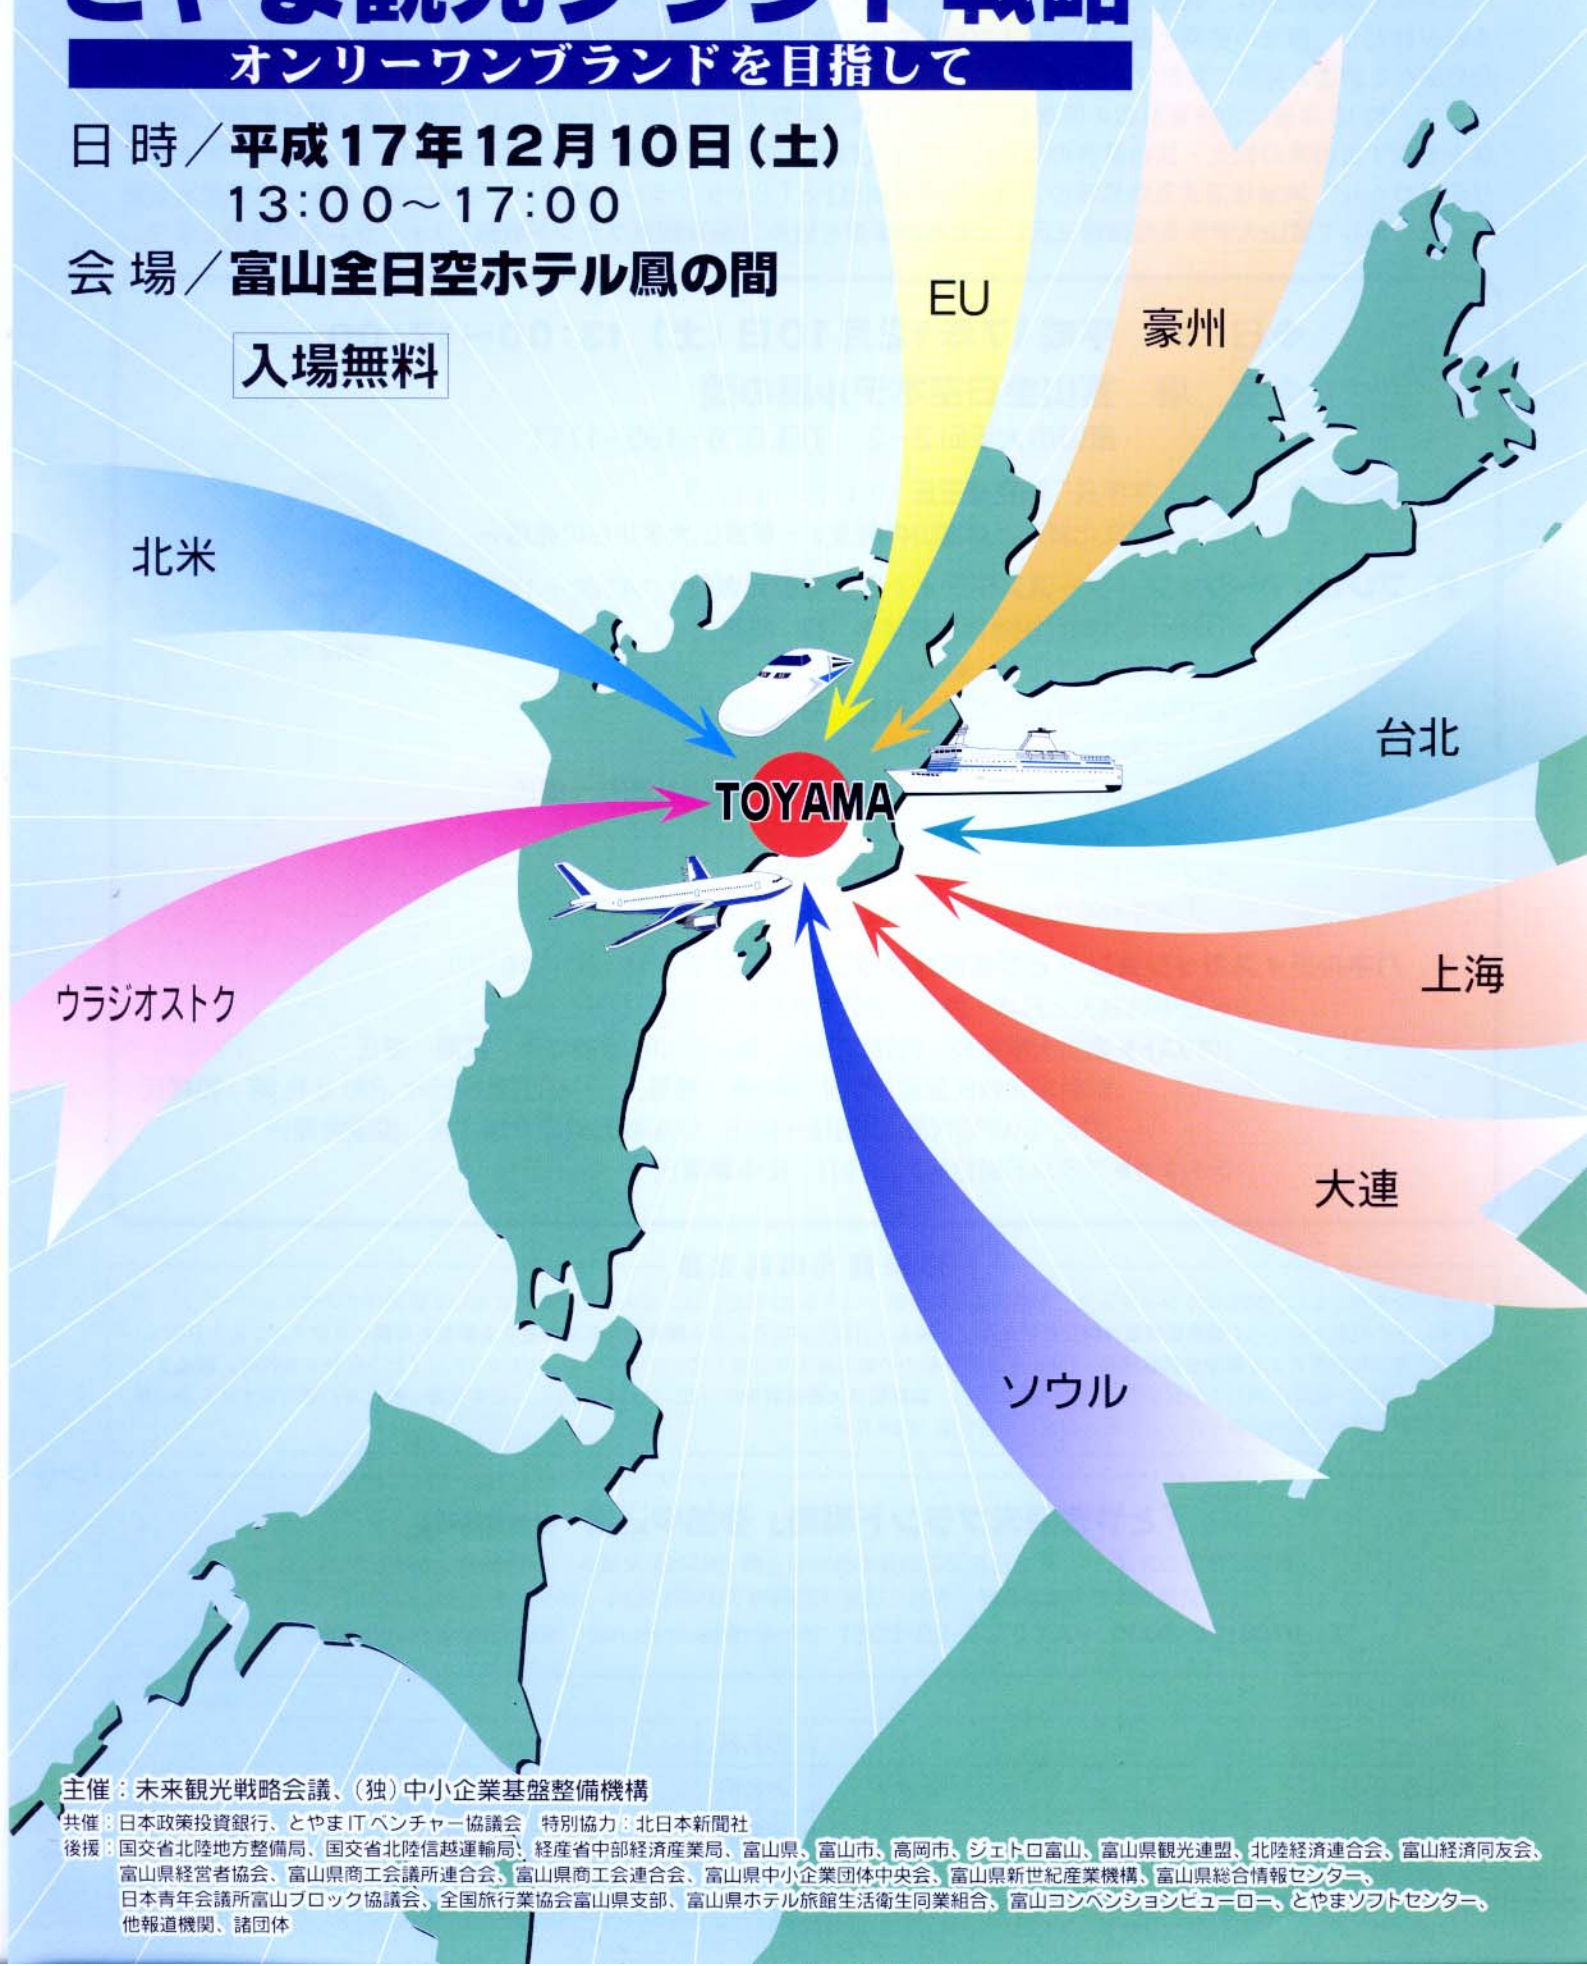 とやま観光ブランド戦略
オンリーワンブランドを目指して
日時／平成17年12月10日（土）
13:00～17:00
会場／富山全日空ホテル鳳の間
入場無料
EU
豪州
北米
台北
TOYAMA
上海
ウラジオストク
大連
ソウル
主催：未来観光戦略会議、（独）中小企業基盤整備機構
共催：日本政策投資銀行、とやまITベンチャー協議会　特別協力：北日本新聞社
後援：国交省北陸地方整備局、国交省北陸信越運輸局、経産省中部経済産業局、富山県、富山市、高岡市、ジェトロ富山、富山県観光連盟、北陸経済連合会、富山経済同友会、
富山県経営者協会、富山県商工会議所連合会、富山県商工会連合会、富山県中小企業団体中央会、富山県新世紀産業機構、富山県総合情報センター、
日本青年会議所富山ブロック協議会、全国旅行業協会富山県支部、富山県ホテル旅館生活衛生同業組合、富山コンベンションビューロー、とやまソフトセンター、
他報道機関、諸団体